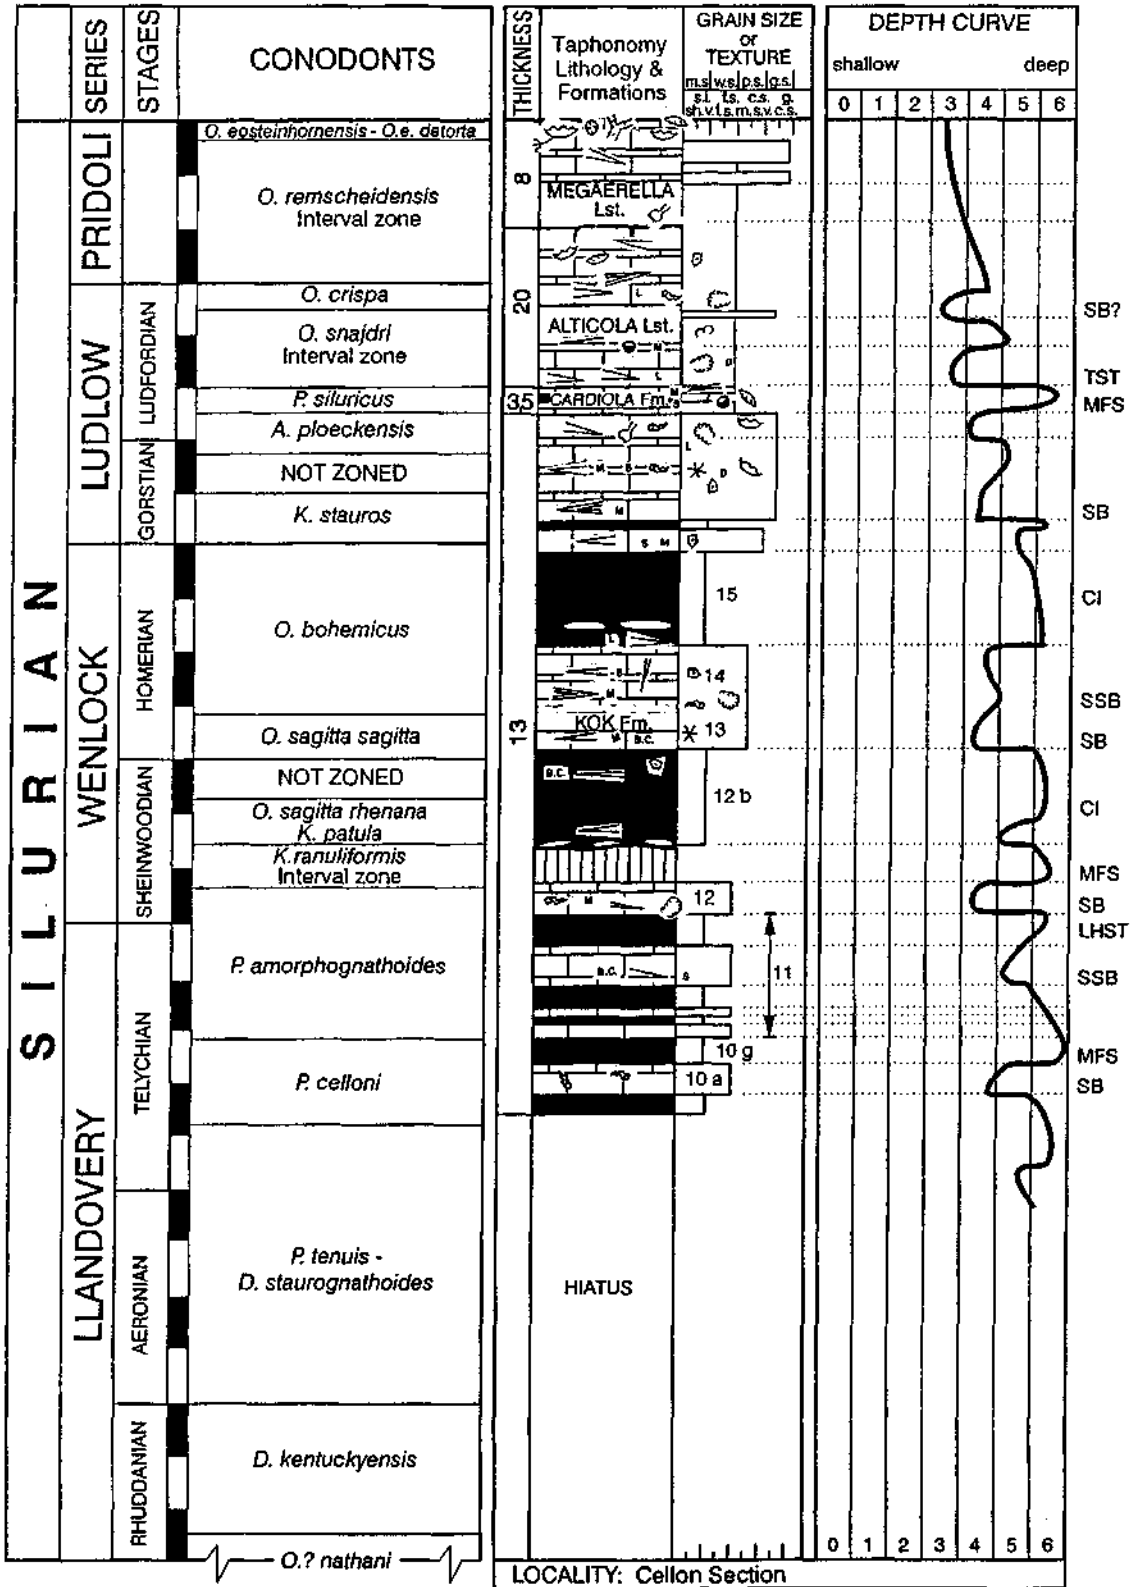 SILURIAN
SERIES
STAGES
CONODONTS
THICKNESS
Taphonomy
Lithology &
Formations
GRAIN SIZE
or
TEXTURE
m.s. w.s. p.s. g.s.
s.l. f.s. c.s. g.
sh. v.f.s. m.s. v.c.s.
DEPTH CURVE
shallow deep
0 1 2 3 4 5 6
PRIDOLI
LUDLOW
WENLOCK
LLANDOVERY
LUDFORDIAN
GORSTIAN
HOMERIAN
SHEINWOODIAN
TELYCHIAN
AERONIAN
RHUDDANIAN
O. eosteinhornensis - O.e. detorta
O. remscheidensis
Interval zone
O. crispa
O. snajdri
Interval zone
P. siluricus
A. ploeckensis
NOT ZONED
K. stauros
O. bohemicus
O. sagitta sagitta
NOT ZONED
O. sagitta rhenana
K. patula
K. ranuliformis
Interval zone
P. amorphognathoides
P. celloni
P. tenuis -
D. staurognathoides
D. kentuckyensis
O.? nathani
8
20
3,5
13
MEGAERELLA
Lst.
ALTICOLA Lst.
CARDIOLA Fm.
KOK Fm.
B.C.
B.C.
B.C.
HIATUS
15
14
13
12 b
12
11
10 g
10 a
SB?
TST
MFS
SB
CI
SSB
SB
CI
MFS
SB
LHST
SSB
MFS
SB
0 1 2 3 4 5 6
LOCALITY: Cellon Section